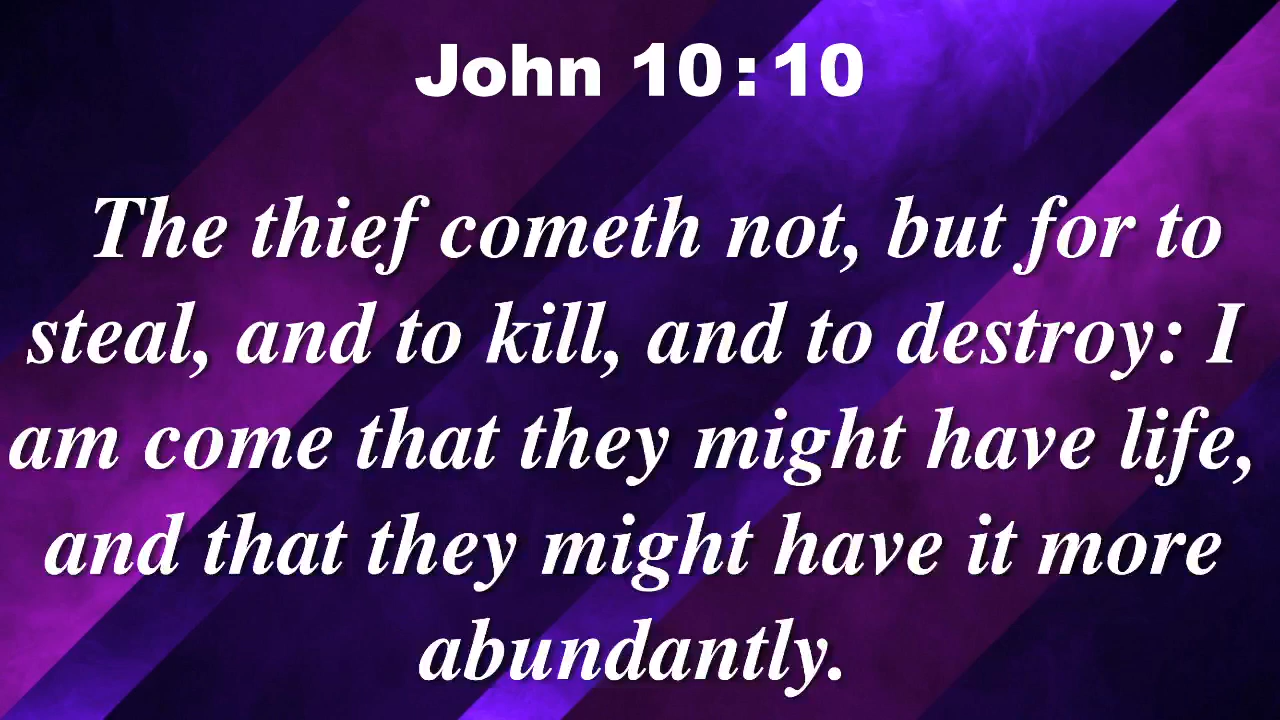 John 10:10
The thief cometh not, but for to
steal, and to kill, and to destroy: I
am come that they might have life,
and that they might have it more
abundantly.